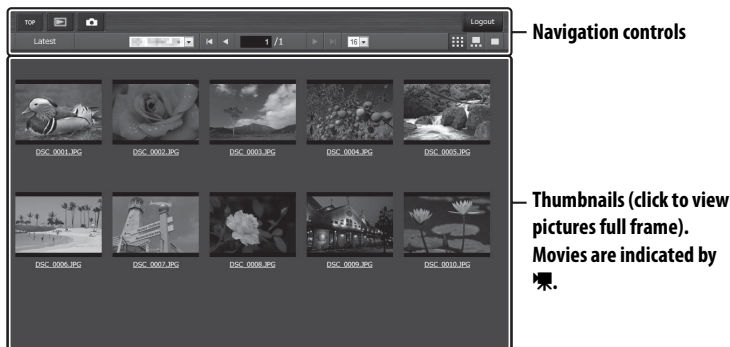 TOP
Logout
Latest
1 /1
16
DSC_0001.JPG
DSC_0002.JPG
DSC_0003.JPG
DSC_0004.JPG
DSC_0005.JPG
DSC_0006.JPG
DSC_0007.JPG
DSC_0008.JPG
DSC_0009.JPG
DSC_0010.JPG
Navigation controls
Thumbnails (click to view
pictures full frame).
Movies are indicated by
.